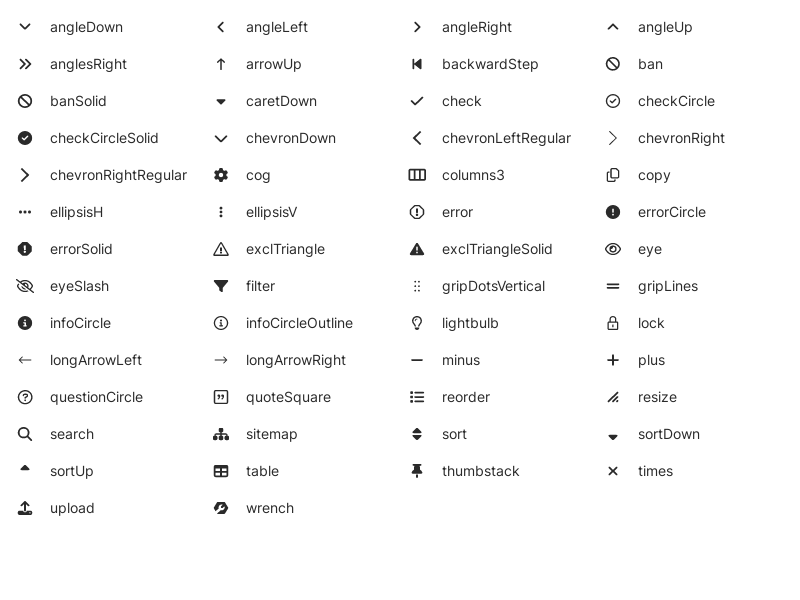 angleDown angleLeft angleRight angleUp
anglesRight arrowUp backwardStep ban
banSolid caretDown check checkCircle
checkCircleSolid chevronDown chevronLeftRegular chevronRight
chevronRightRegular cog columns3 copy
ellipsisH ellipsisV error errorCircle
errorSolid exclTriangle exclTriangleSolid eye
eyeSlash filter gripDotsVertical gripLines
infoCircle infoCircleOutline lightbulb lock
longArrowLeft longArrowRight minus plus
questionCircle quoteSquare reorder resize
search sitemap sort sortDown
sortUp table thumbstack times
upload wrench